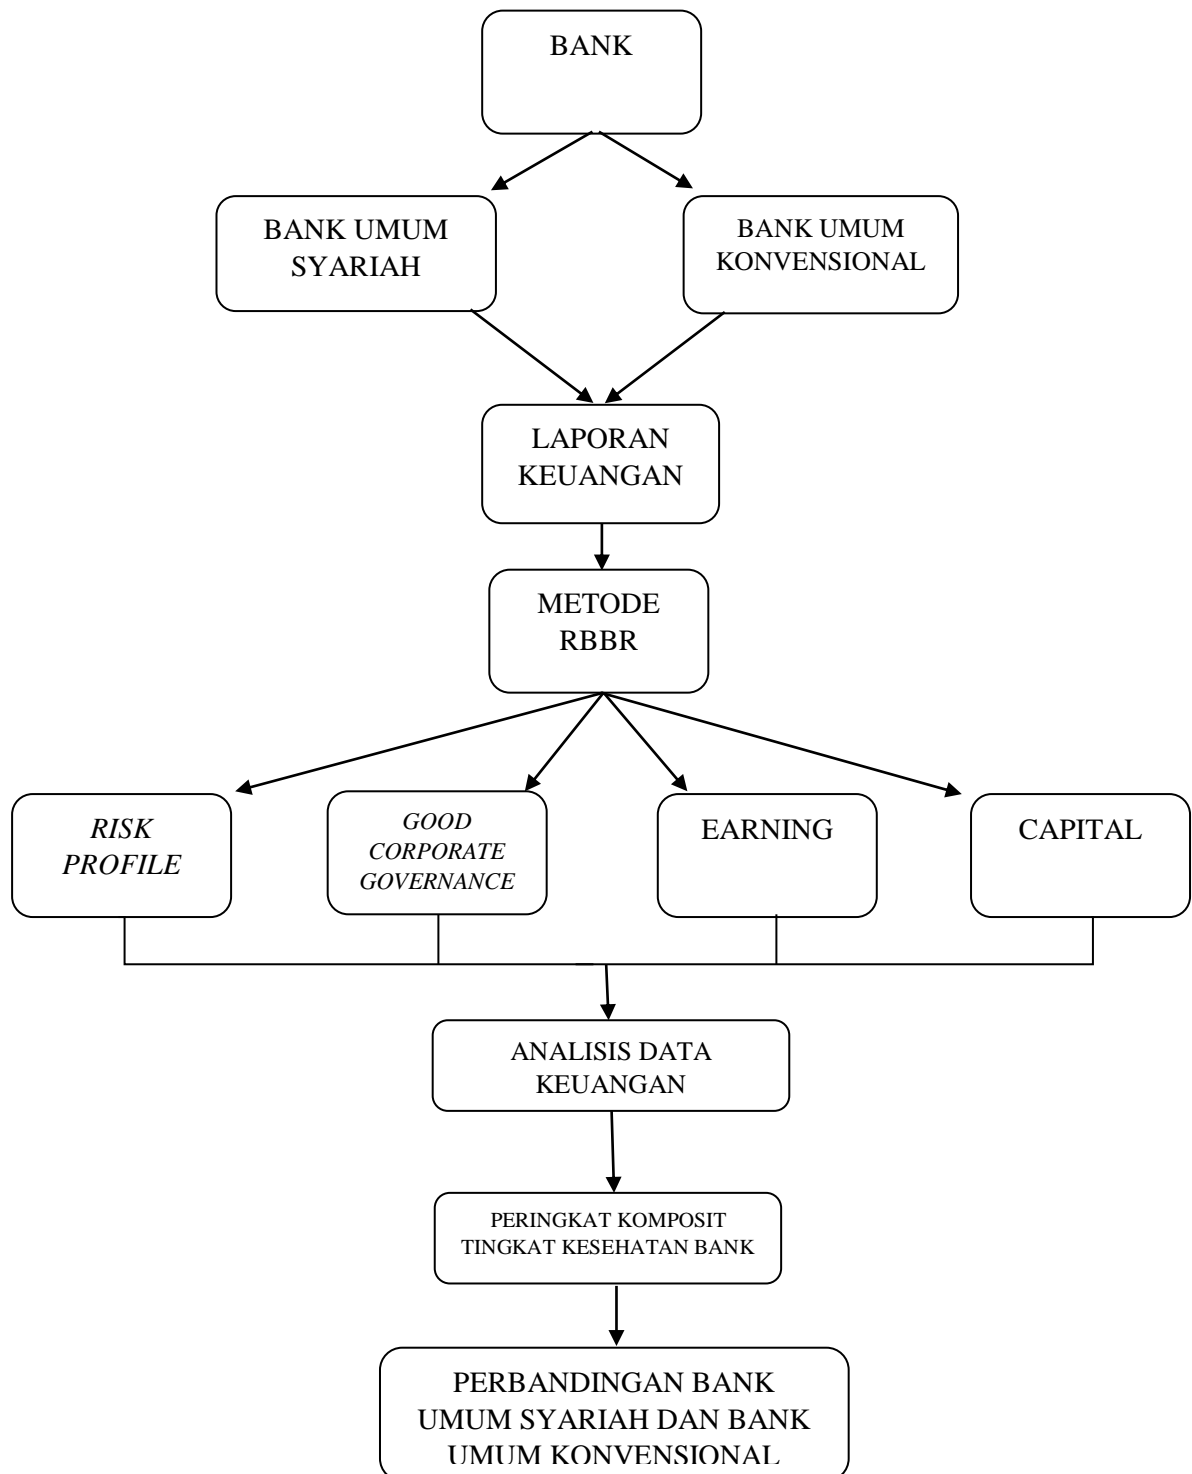 BANK
BANK UMUM
SYARIAH
BANK UMUM
KONVENSIONAL
LAPORAN
KEUANGAN
METODE
RBBR
RISK
PROFILE
GOOD
CORPORATE
GOVERNANCE
EARNING
CAPITAL
ANALISIS DATA
KEUANGAN
PERINGKAT KOMPOSIT
TINGKAT KESEHATAN BANK
PERBANDINGAN BANK
UMUM SYARIAH DAN BANK
UMUM KONVENSIONAL